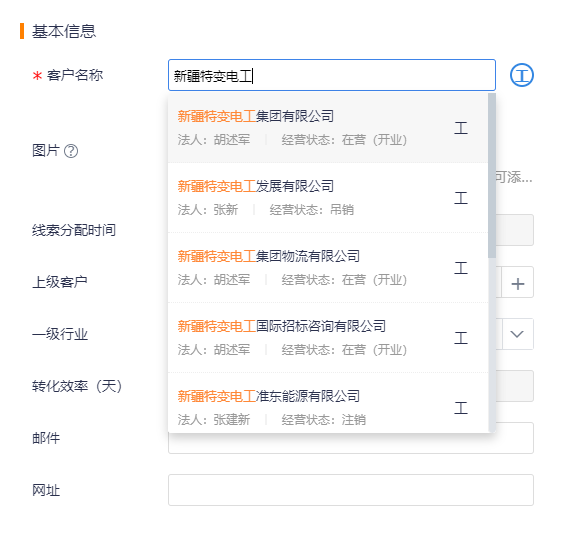 基本信息
* 客户名称
新疆特变电工
工
新疆特变电工集团有限公司
法人：胡述军 | 经营状态：在营（开业）
工
新疆特变电工发展有限公司
法人：张新 | 经营状态：吊销
工
图片 ?
可添...
线索分配时间
新疆特变电工集团物流有限公司
法人：胡述军 | 经营状态：在营（开业）
工
上级客户
新疆特变电工国际招标咨询有限公司
法人：胡述军 | 经营状态：在营（开业）
工
一级行业
新疆特变电工准东能源有限公司
法人：张建新 | 经营状态：注销
工
转化效率（天）
邮件
网址